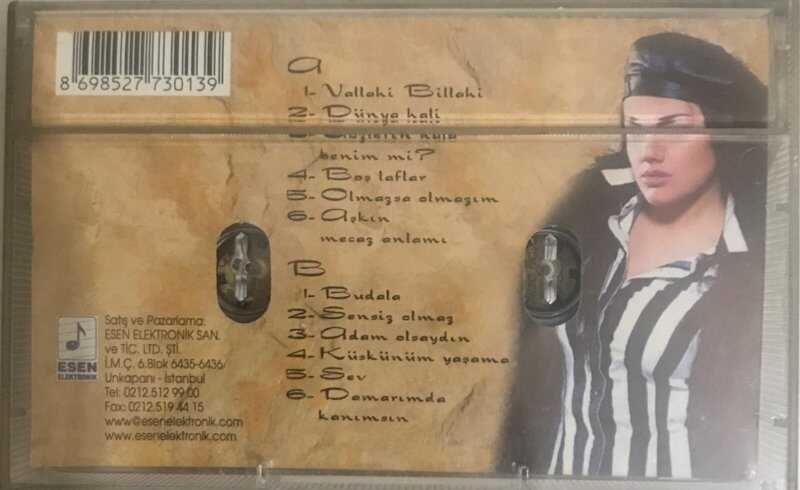 8 698527 730139
A
1- Vallahi Billahi
2- Dünya hali
3- Gözlerin hala
benim mi?
4- Boş laflar
5- Olmazsa olmazım
6- Aşkın
mecaz anlamı
B
1- Budala
2- Sensiz olmaz
3- Adam olsaydın
4- Küskünüm yaşama
5- Sev
6- Damarımda
kanımsın
ESEN
ELEKTRONİK
Satış ve Pazarlama:
ESEN ELEKTRONİK SAN.
ve TİC. LTD. ŞTİ.
İ.M.Ç. 6.Blok 6435-6436
Unkapanı - İstanbul
Tel: 0212.512 99 00
Fax: 0212.519 44 15
www@esenelektronik.com
www.esenelektronik.com